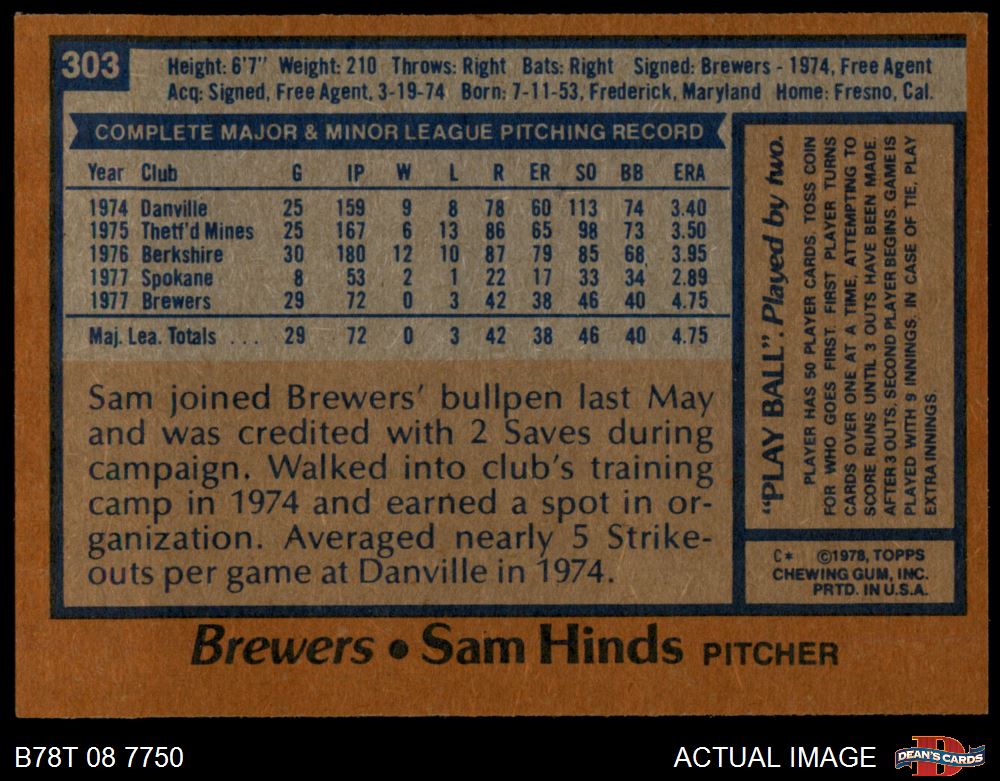 303
Height: 6'7" Weight: 210 Throws: Right Bats: Right Signed: Brewers - 1974, Free Agent
Acq: Signed, Free Agent, 3-19-74 Born: 7-11-53, Frederick, Maryland Home: Fresno, Cal.
COMPLETE MAJOR & MINOR LEAGUE PITCHING RECORD
Year Club G IP W L R ER SO BB ERA
1974 Danville 25 159 9 8 78 60 113 74 3.40
1975 Thetf'd Mines 25 167 6 13 86 65 98 73 3.50
1976 Berkshire 30 180 12 10 87 79 85 68 3.95
1977 Spokane 8 53 2 1 22 17 33 34 2.89
1977 Brewers 29 72 0 3 42 38 46 40 4.75
Maj. Lea. Totals ... 29 72 0 3 42 38 46 40 4.75
Sam joined Brewers' bullpen last May
and was credited with 2 Saves during
campaign. Walked into club's training
camp in 1974 and earned a spot in or-
ganization. Averaged nearly 5 Strike-
outs per game at Danville in 1974.
"PLAY BALL". Played by two.
PLAYER HAS 50 PLAYER CARDS. TOSS COIN
FOR WHO GOES FIRST. FIRST PLAYER TURNS
CARDS OVER ONE AT A TIME, ATTEMPTING TO
SCORE RUNS UNTIL 3 OUTS HAVE BEEN MADE.
AFTER 3 OUTS, SECOND PLAYER BEGINS. GAME IS
PLAYED WITH 9 INNINGS. IN CASE OF TIE, PLAY
EXTRA INNINGS.
C* ©1978, TOPPS
CHEWING GUM, INC.
PRTD. IN U.S.A.
Brewers • Sam Hinds PITCHER
B78T 08 7750
ACTUAL IMAGE
D
DEAN'S CARDS